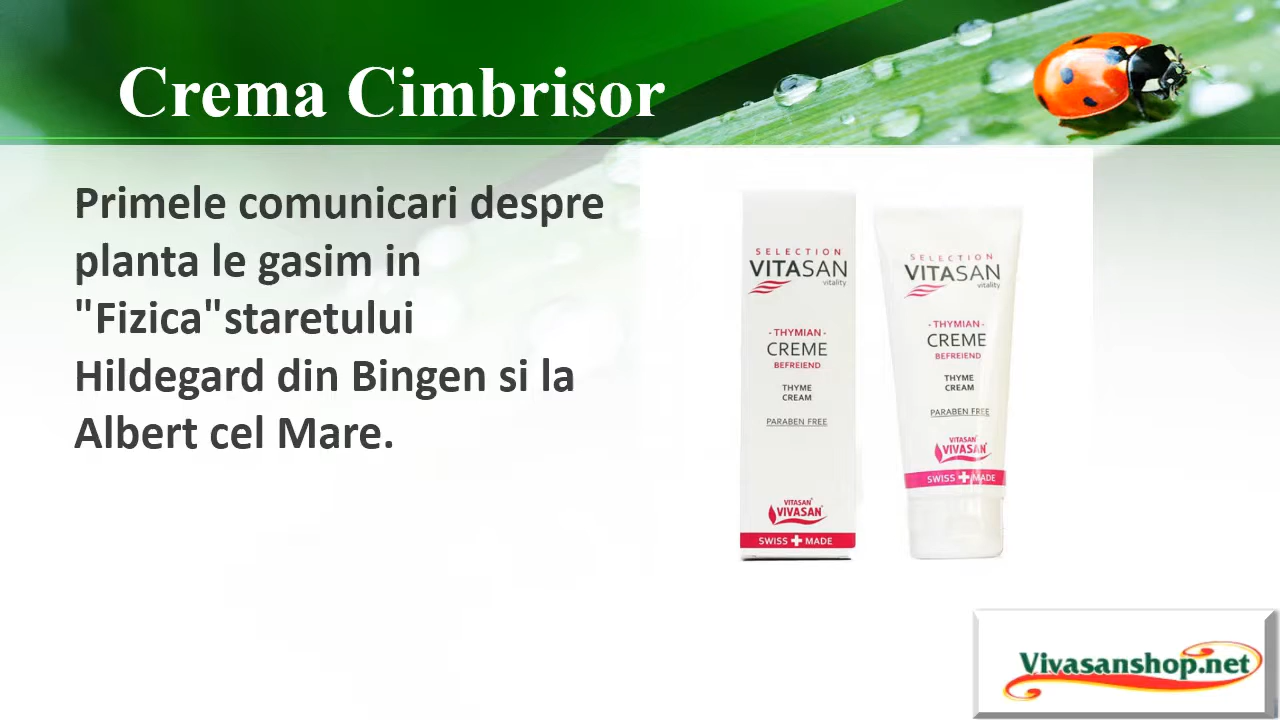 Crema Cimbrisor
Primele comunicari despre
planta le gasim in
"Fizica"staretului
Hildegard din Bingen si la
Albert cel Mare.
SELECTION
VITASAN
vitality
- THYMIAN -
CREME
BEFREIEND
THYME
CREAM
PARABEN FREE
VITASAN
VIVASAN
SWISS MADE
SELECTION
VITASAN
vitality
- THYMIAN -
CREME
BEFREIEND
THYME
CREAM
PARABEN FREE
VITASAN
VIVASAN
SWISS MADE
Vivasanshop.net